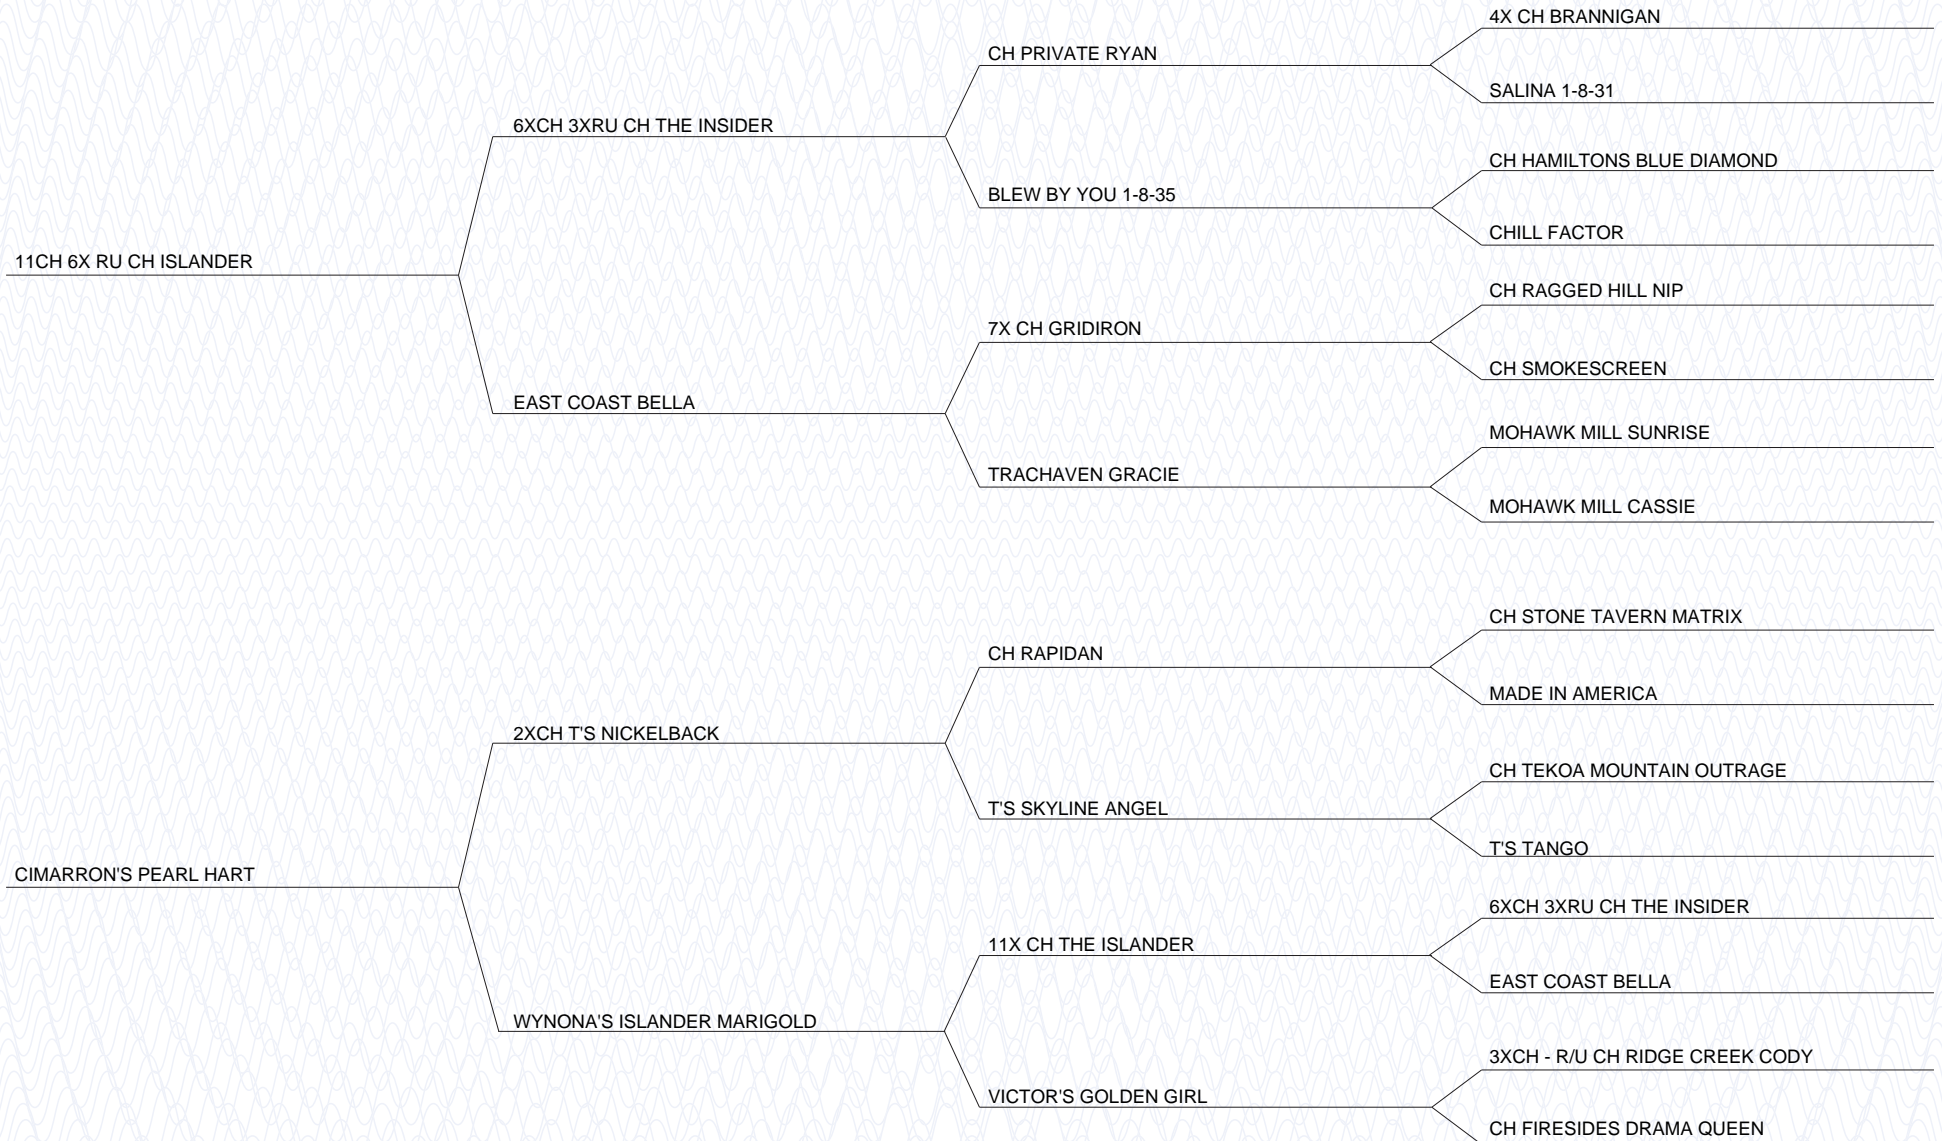 4X CH BRANNIGAN
CH PRIVATE RYAN
SALINA 1-8-31
6XCH 3XRU CH THE INSIDER
CH HAMILTONS BLUE DIAMOND
BLEW BY YOU 1-8-35
CHILL FACTOR
11CH 6X RU CH ISLANDER
CH RAGGED HILL NIP
7X CH GRIDIRON
CH SMOKESCREEN
EAST COAST BELLA
MOHAWK MILL SUNRISE
TRACHAVEN GRACIE
MOHAWK MILL CASSIE
CH STONE TAVERN MATRIX
CH RAPIDAN
MADE IN AMERICA
2XCH T'S NICKELBACK
CH TEKOA MOUNTAIN OUTRAGE
T'S SKYLINE ANGEL
T'S TANGO
CIMARRON'S PEARL HART
6XCH 3XRU CH THE INSIDER
11X CH THE ISLANDER
EAST COAST BELLA
WYNONA'S ISLANDER MARIGOLD
3XCH - R/U CH RIDGE CREEK CODY
VICTOR'S GOLDEN GIRL
CH FIRESIDES DRAMA QUEEN